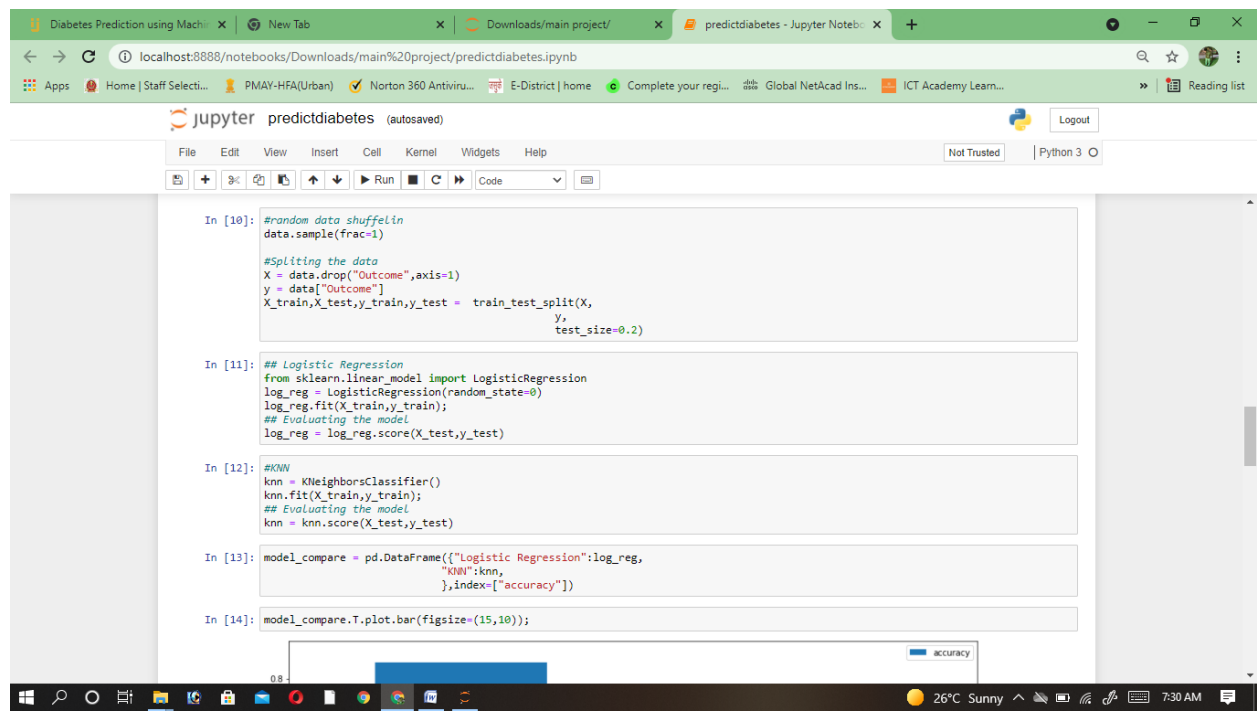 Diabetes Prediction using Machin
New Tab
Downloads/main project/
predictdiabetes - Jupyter Notebo
localhost:8888/notebooks/Downloads/main%20project/predictdiabetes.ipynb
Apps
Home | Staff Selecti...
PMAY-HFA(Urban)
Norton 360 Antiviru...
E-District | home
Complete your regi...
Global NetAcad Ins...
ICT Academy Learn...
»
Reading list
jupyter predictdiabetes (autosaved)
Logout
File Edit View Insert Cell Kernel Widgets Help
Not Trusted
Python 3
Run
Code
In [10]: #random data shuffelin
data.sample(frac=1)
#Spliting the data
X = data.drop("Outcome",axis=1)
y = data["Outcome"]
X_train,X_test,y_train,y_test = train_test_split(X,
y,
test_size=0.2)
In [11]: ## Logistic Regression
from sklearn.linear_model import LogisticRegression
log_reg = LogisticRegression(random_state=0)
log_reg.fit(X_train,y_train);
## Evaluating the model
log_reg = log_reg.score(X_test,y_test)
In [12]: #KNN
knn = KNeighborsClassifier()
knn.fit(X_train,y_train);
## Evaluating the model
knn = knn.score(X_test,y_test)
In [13]: model_compare = pd.DataFrame({"Logistic Regression":log_reg,
"KNN":knn,
},index=["accuracy"])
In [14]: model_compare.T.plot.bar(figsize=(15,10));
accuracy
0.8
26°C Sunny
7:30 AM